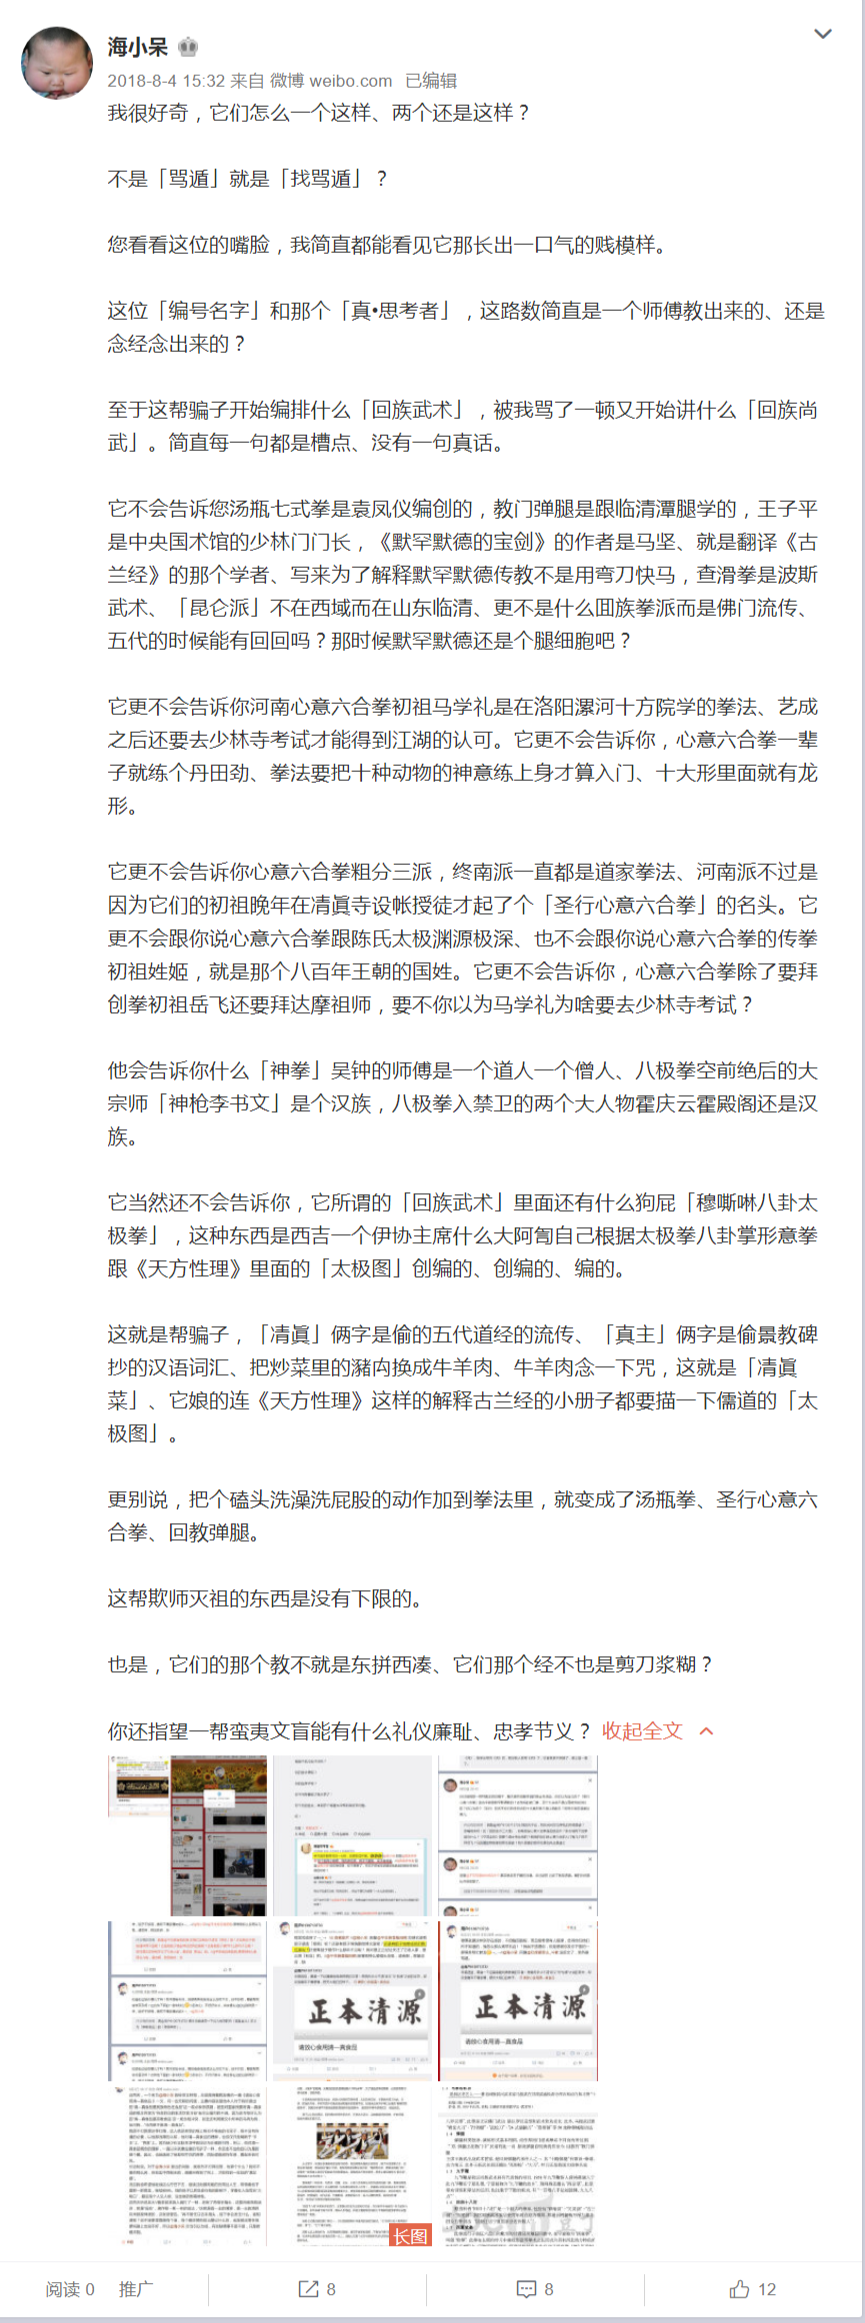 海小呆
2018-8-4 15:32 来自 微博 weibo.com 已编辑
我很好奇，它们怎么一个这样、两个还是这样？
不是「骂遁」就是「找骂遁」？
您看看这位的嘴脸，我简直都能看见它那长出一口气的贱模样。
这位「编号名字」和那个「真•思考者」，这路数简直是一个师傅教出来的、还是
念经念出来的？
至于这帮骗子开始编排什么「回族武术」，被我骂了一顿又开始讲什么「回族尚
武」。简直每一句都是槽点、没有一句真话。
它不会告诉您汤瓶七式拳是袁凤仪编创的，教门弹腿是跟临清潭腿学的，王子平
是中央国术馆的少林门门长，《默罕默德的宝剑》的作者是马坚、就是翻译《古
兰经》的那个学者、写来为了解释默罕默德传教不是用弯刀快马，查滑拳是波斯
武术、「昆仑派」不在西域而在山东临清、更不是什么囬族拳派而是佛门流传、
五代的时候能有回回吗？那时候默罕默德还是个腿细胞吧？
它更不会告诉你河南心意六合拳初祖马学礼是在洛阳漯河十方院学的拳法、艺成
之后还要去少林寺考试才能得到江湖的认可。它更不会告诉你，心意六合拳一辈
子就练个丹田劲、拳法要把十种动物的神意练上身才算入门、十大形里面就有龙
形。
它更不会告诉你心意六合拳粗分三派，终南派一直都是道家拳法、河南派不过是
因为它们的初祖晚年在凊眞寺设帐授徒才起了个「圣行心意六合拳」的名头。它
更不会跟你说心意六合拳跟陈氏太极渊源极深、也不会跟你说心意六合拳的传拳
初祖姓姬，就是那个八百年王朝的国姓。它更不会告诉你，心意六合拳除了要拜
创拳初祖岳飞还要拜达摩祖师，要不你以为马学礼为啥要去少林寺考试？
他会告诉你什么「神拳」吴钟的师傅是一个道人一个僧人、八极拳空前绝后的大
宗师「神枪李书文」是个汉族，八极拳入禁卫的两个大人物霍庆云霍殿阁还是汉
族。
它当然还不会告诉你，它所谓的「回族武术」里面还有什么狗屁「穆嘶啉八卦太
极拳」，这种东西是西吉一个伊协主席什么大阿訇自己根据太极拳八卦掌形意拳
跟《天方性理》里面的「太极图」创编的、创编的、编的。
这就是帮骗子，「凊眞」俩字是偷的五代道经的流传、「真主」俩字是偷景教碑
抄的汉语词汇、把炒菜里的豬禸换成牛羊肉、牛羊肉念一下咒，这就是「凊眞
菜」、它娘的连《天方性理》这样的解释古兰经的小册子都要描一下儒道的「太
极图」。
更别说，把个磕头洗澡洗屁股的动作加到拳法里，就变成了汤瓶拳、圣行心意六
合拳、回教弹腿。
这帮欺师灭祖的东西是没有下限的。
也是，它们的那个教不就是东拼西凑、它们那个经不也是剪刀浆糊？
你还指望一帮蛮夷文盲能有什么礼仪廉耻、忠孝节义？ 收起全文
正本清源
正本清源
长图
阅读 0 推广 8 8 12